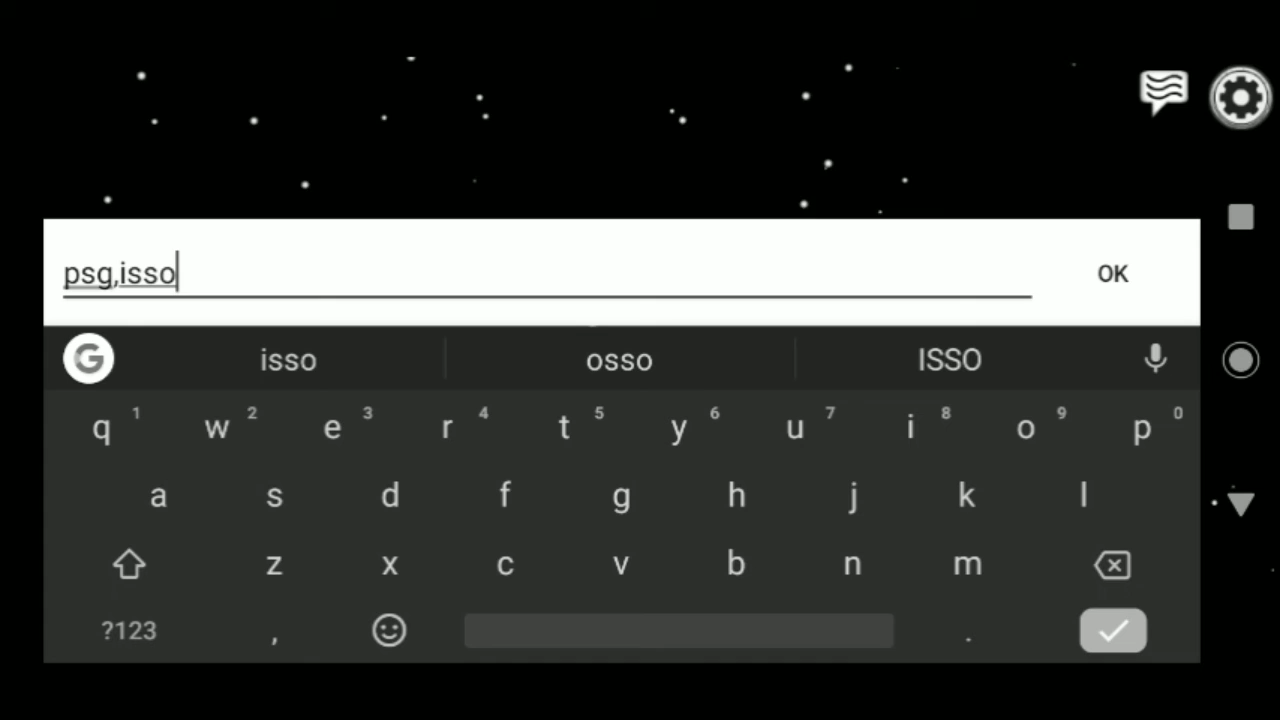 psg,isso
OK
G isso osso ISSO
q 1 w 2 e 3 r 4 t 5 y 6 u 7 i 8 o 9 p 0
a s d f g h j k l
z x c v b n m
?123 , .